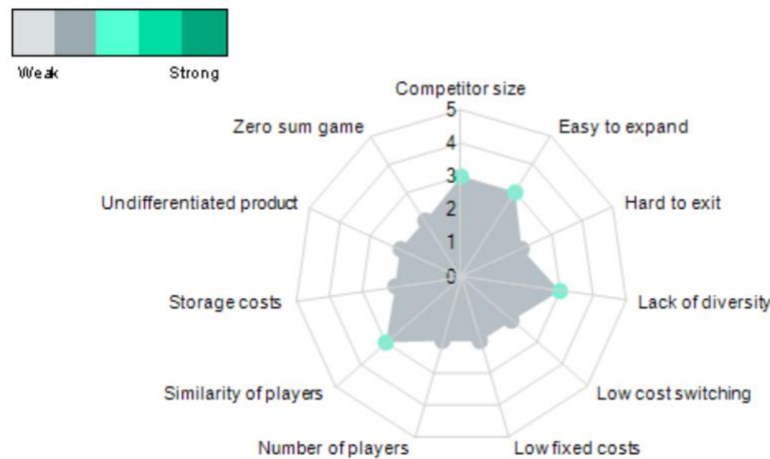 Weak
Strong
Competitor size
5
Zero sum game
Easy to expand
4
3
Undifferentiated product
Hard to exit
2
1
0
Storage costs
Lack of diversity
Similarity of players
Low cost switching
Number of players
Low fixed costs